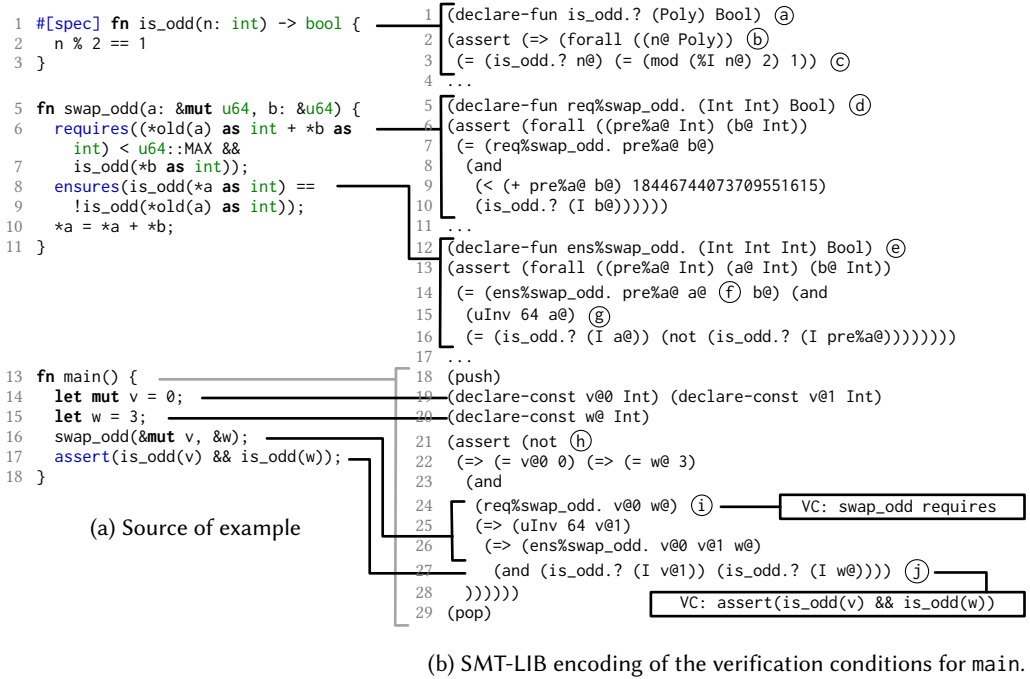 1 #[spec] fn is_odd(n: int) -> bool {
2 n % 2 == 1
3 }
5 fn swap_odd(a: &mut u64, b: &u64) {
6 requires((*old(a) as int + *b as
int) < u64::MAX &&
7 is_odd(*b as int));
8 ensures(is_odd(*a as int) ==
9 !is_odd(*old(a) as int));
10 *a = *a + *b;
11 }
13 fn main() {
14 let mut v = 0;
15 let w = 3;
16 swap_odd(&mut v, &w);
17 assert(is_odd(v) && is_odd(w));
18 }
(a) Source of example
1 (declare-fun is_odd.? (Poly) Bool) ⓐ
2 (assert (=> (forall ((n@ Poly)) ⓑ
3 (= (is_odd.? n@) (= (mod (%I n@) 2) 1)) ⓒ
4 ...
5 (declare-fun req%swap_odd. (Int Int) Bool) ⓓ
6 (assert (forall ((pre%a@ Int) (b@ Int))
7 (= (req%swap_odd. pre%a@ b@)
8 (and
9 (< (+ pre%a@ b@) 18446744073709551615)
10 (is_odd.? (I b@))))))
11 ...
12 (declare-fun ens%swap_odd. (Int Int Int) Bool) ⓔ
13 (assert (forall ((pre%a@ Int) (a@ Int) (b@ Int))
14 (= (ens%swap_odd. pre%a@ a@ ⓕ b@) (and
15 (uInv 64 a@) ⓖ
16 (= (is_odd.? (I a@)) (not (is_odd.? (I pre%a@))))))))
17 ...
18 (push)
19 (declare-const v@0 Int) (declare-const v@1 Int)
20 (declare-const w@ Int)
21 (assert (not ⓗ
22 (=> (= v@0 0) (=> (= w@ 3)
23 (and
24 (req%swap_odd. v@0 w@) ⓘ
VC: swap_odd requires
25 (=> (uInv 64 v@1)
26 (=> (ens%swap_odd. v@0 v@1 w@)
27 (and (is_odd.? (I v@1)) (is_odd.? (I w@)))) ⓙ
28 ))))))
VC: assert(is_odd(v) && is_odd(w))
29 (pop)
(b) SMT-LIB encoding of the verification conditions for main.